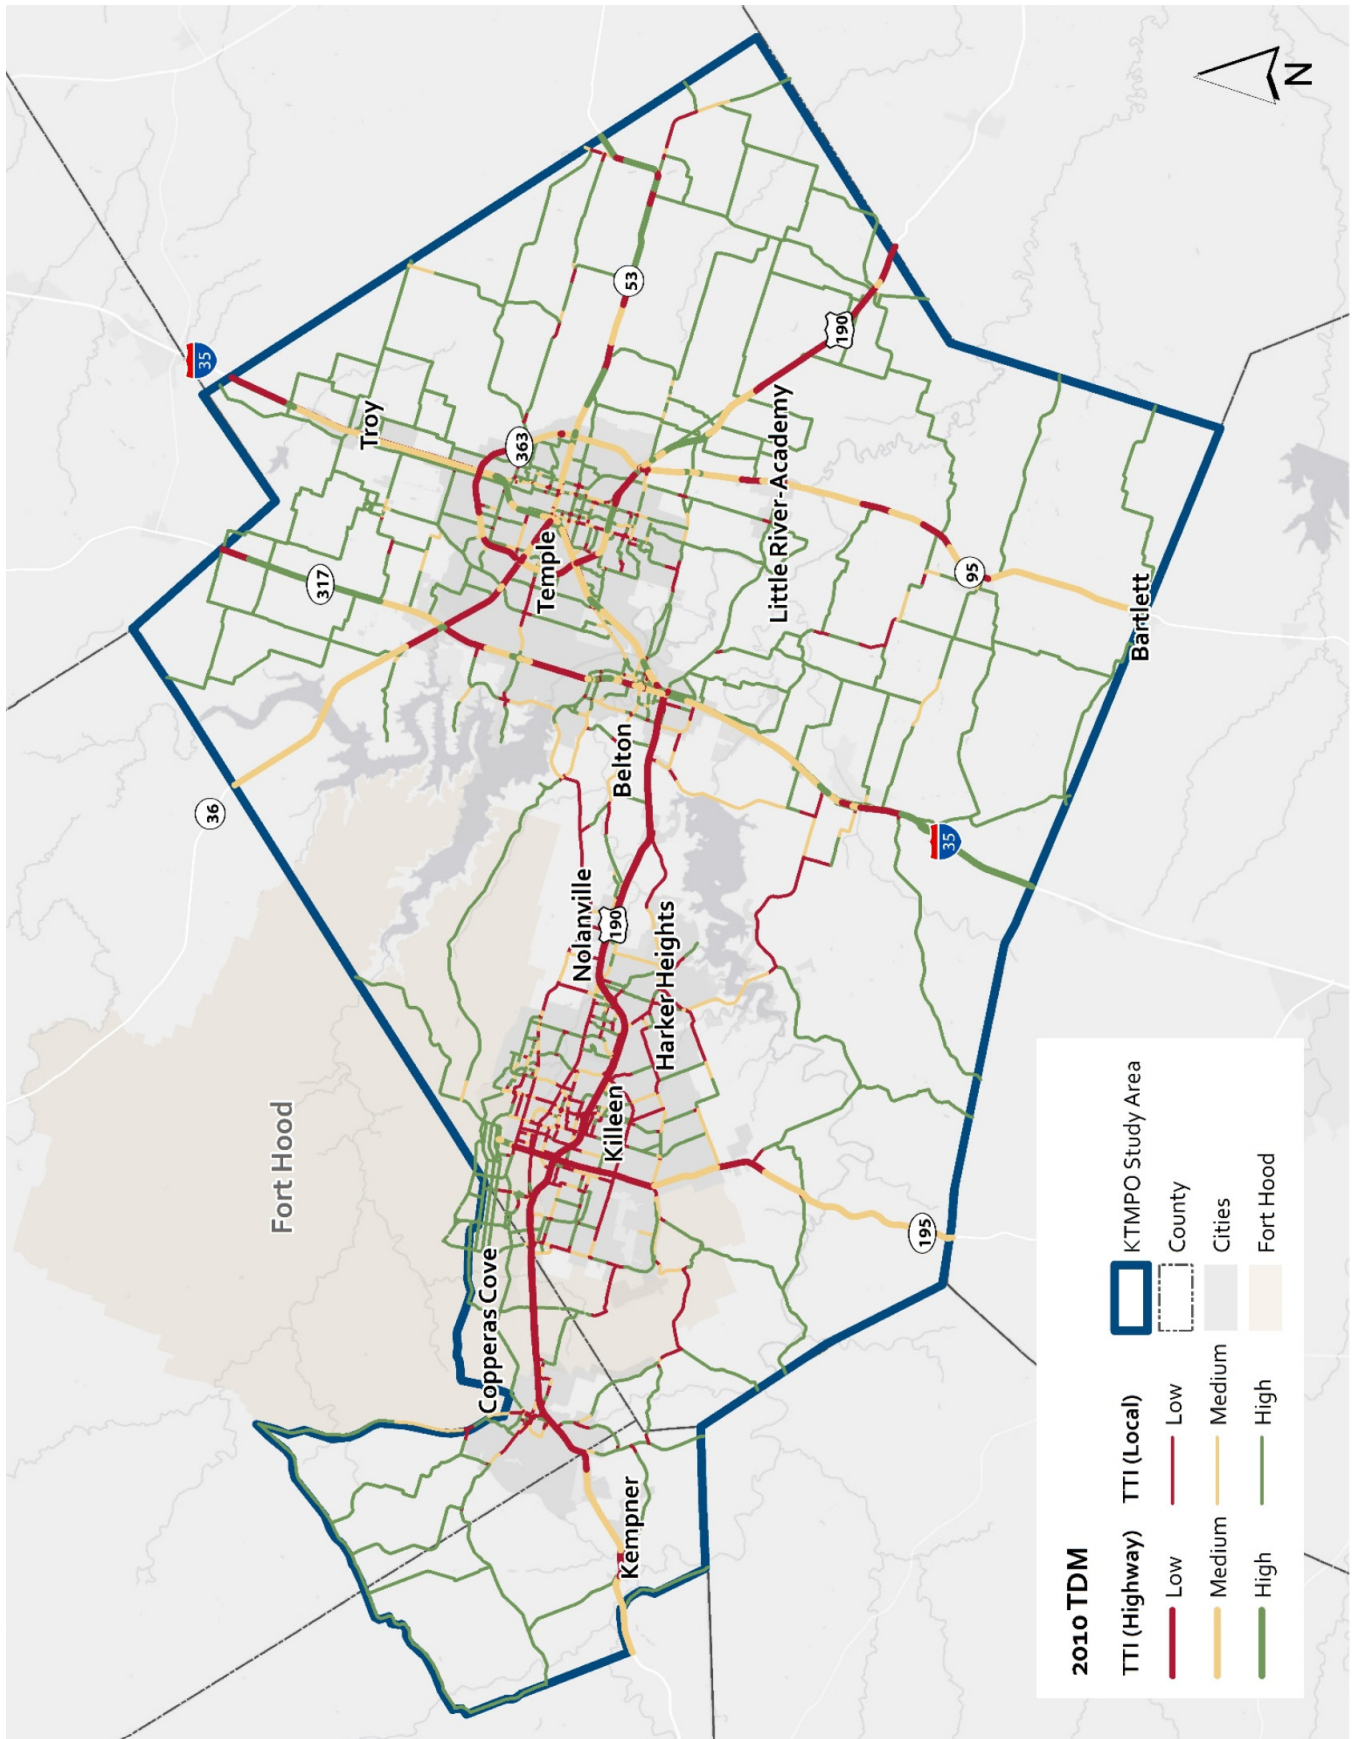 Fort Hood
36
317
35
Troy
363
53
Temple
Belton
190
Little River-Academy
Nolanville
190
Harker Heights
Killeen
Copperas Cove
Kempner
95
35
Bartlett
195
N
2010 TDM
TTI (Highway)
Low
Medium
High
TTI (Local)
Low
Medium
High
KTMPO Study Area
County
Cities
Fort Hood